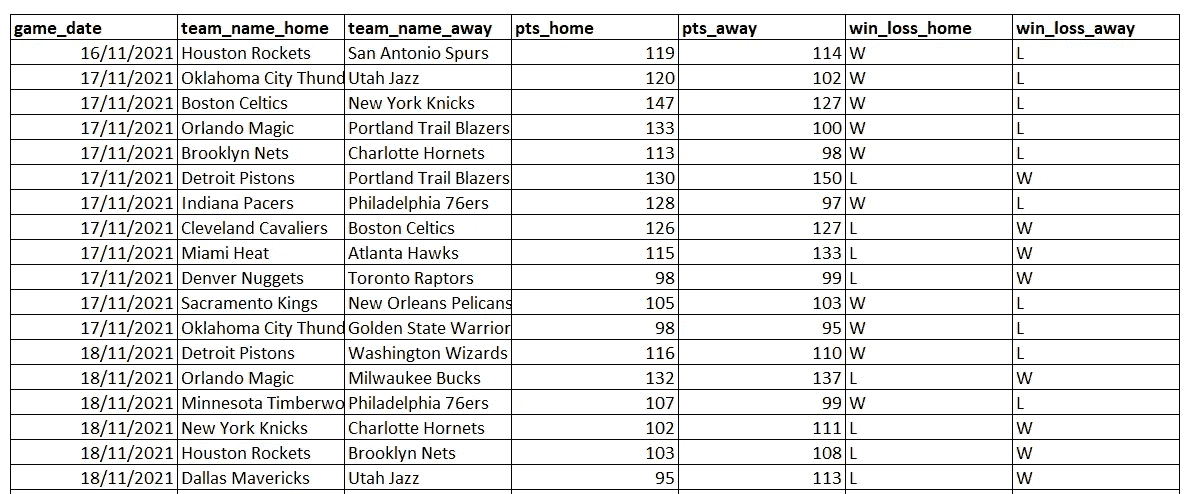 game_date team_name_home team_name_away pts_home pts_away win_loss_home win_loss_away
16/11/2021 Houston Rockets San Antonio Spurs 119 114 W L
17/11/2021 Oklahoma City Thund Utah Jazz 120 102 W L
17/11/2021 Boston Celtics New York Knicks 147 127 W L
17/11/2021 Orlando Magic Portland Trail Blazers 133 100 W L
17/11/2021 Brooklyn Nets Charlotte Hornets 113 98 W L
17/11/2021 Detroit Pistons Portland Trail Blazers 130 150 L W
17/11/2021 Indiana Pacers Philadelphia 76ers 128 97 W L
17/11/2021 Cleveland Cavaliers Boston Celtics 126 127 L W
17/11/2021 Miami Heat Atlanta Hawks 115 133 L W
17/11/2021 Denver Nuggets Toronto Raptors 98 99 L W
17/11/2021 Sacramento Kings New Orleans Pelicans 105 103 W L
17/11/2021 Oklahoma City Thund Golden State Warrior 98 95 W L
18/11/2021 Detroit Pistons Washington Wizards 116 110 W L
18/11/2021 Orlando Magic Milwaukee Bucks 132 137 L W
18/11/2021 Minnesota Timberwo Philadelphia 76ers 107 99 W L
18/11/2021 New York Knicks Charlotte Hornets 102 111 L W
18/11/2021 Houston Rockets Brooklyn Nets 103 108 L W
18/11/2021 Dallas Mavericks Utah Jazz 95 113 L W